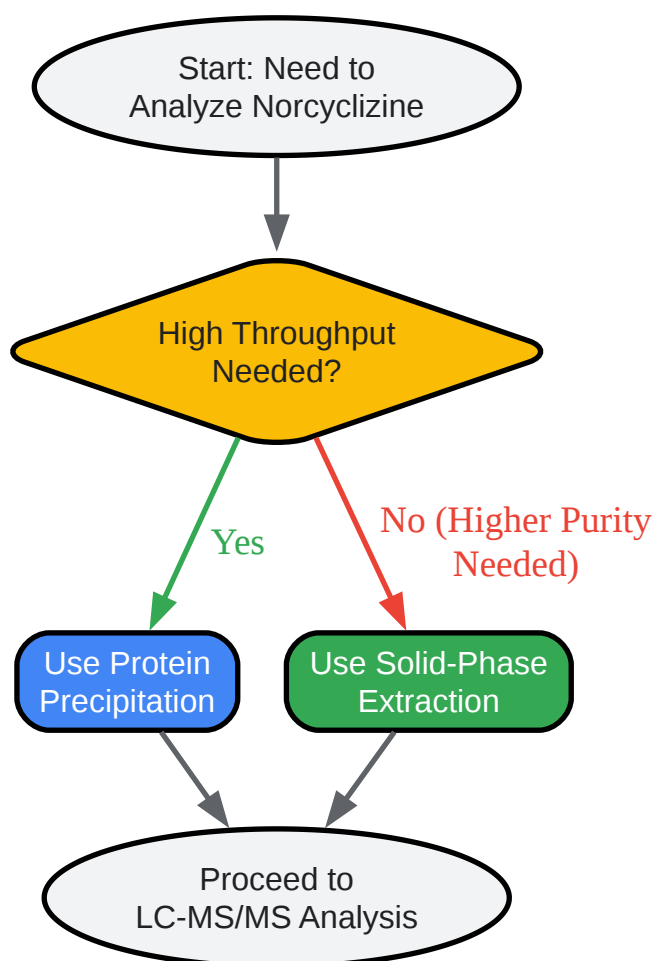 Start: Need to
Analyze Norcyclizine
High Throughput
Needed?
Yes
No (Higher Purity
Needed)
Use Protein
Precipitation
Use Solid-Phase
Extraction
Proceed to
LC-MS/MS Analysis